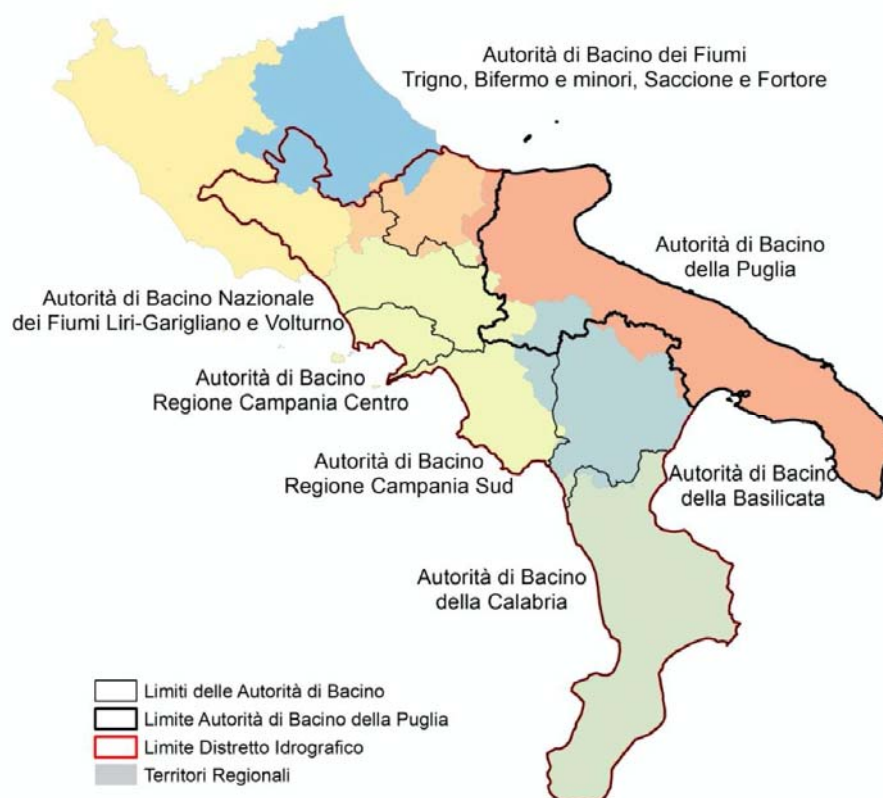 Autorità di Bacino dei Fiumi
Trigno, Bifermo e minori, Saccione e Fortore
Autorità di Bacino
della Puglia
Autorità di Bacino Nazionale
dei Fiumi Liri-Garigliano e Volturno
Autorità di Bacino
Regione Campania Centro
Autorità di Bacino
Regione Campania Sud
Autorità di Bacino
della Basilicata
Autorità di Bacino
della Calabria
Limiti delle Autorità di Bacino
Limite Autorità di Bacino della Puglia
Limite Distretto Idrografico
Territori Regionali